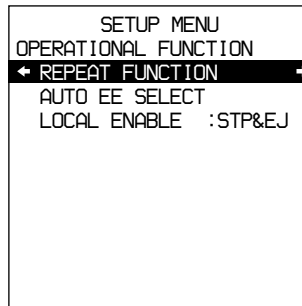 SETUP MENU
OPERATIONAL FUNCTION
REPEAT FUNCTION
AUTO EE SELECT
LOCAL ENABLE :STP&EJ